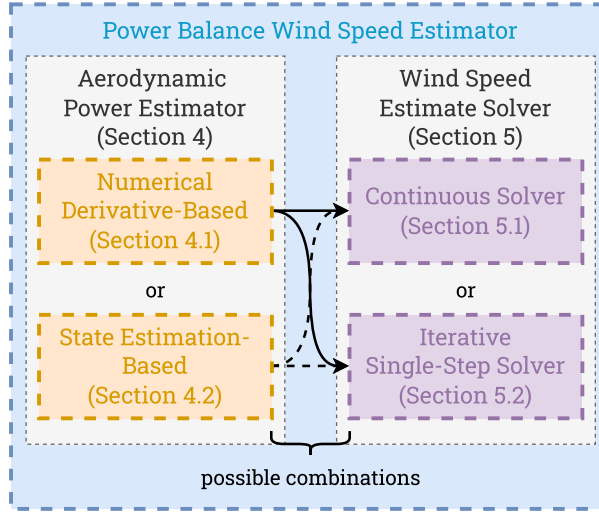 Power Balance Wind Speed Estimator
Aerodynamic
Power Estimator
(Section 4)
Numerical
Derivative-Based
(Section 4.1)
or
State Estimation-
Based
(Section 4.2)
Wind Speed
Estimate Solver
(Section 5)
Continuous Solver
(Section 5.1)
or
Iterative
Single-Step Solver
(Section 5.2)
possible combinations